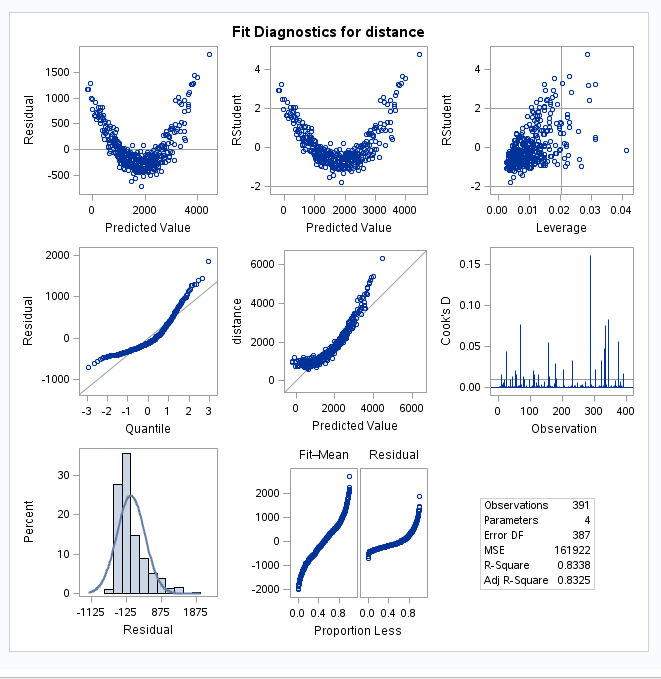 Fit Diagnostics for distance
Residual
1500
1000
500
0
-500
0 2000 4000
Predicted Value
RStudent
4
2
0
-2
0 1000 2000 3000 4000
Predicted Value
RStudent
4
2
0
-2
0.00 0.01 0.02 0.03 0.04
Leverage
Residual
2000
1000
0
-1000
-3 -2 -1 0 1 2 3
Quantile
distance
6000
4000
2000
0
0 2000 4000 6000
Predicted Value
Cook's D
0.15
0.10
0.05
0.00
0 100 200 300 400
Observation
Percent
30
20
10
0
-1125 -125 875 1875
Residual
Fit–Mean Residual
2000
1000
0
-1000
-2000
0.0 0.4 0.8 0.0 0.4 0.8
Proportion Less
Observations 391
Parameters 4
Error DF 387
MSE 161922
R-Square 0.8338
Adj R-Square 0.8325